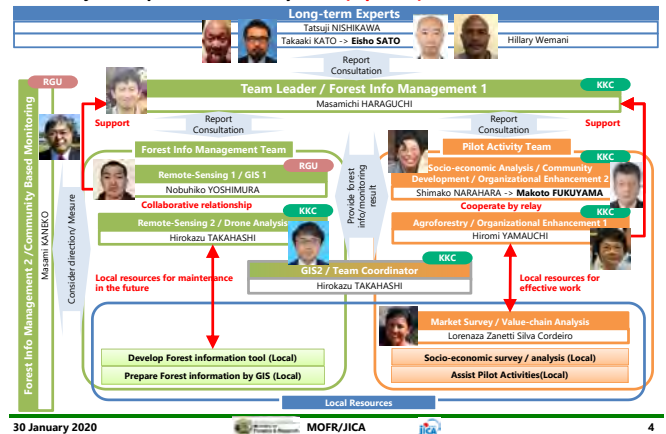 Long-term Experts
Tatsuji NISHIKAWA
Takaaki KATO -> Eisho SATO
Hillary Wemani
Report
Consultation
RGU
KKC
Team Leader / Forest Info Management 1
Masamichi HARAGUCHI
Support
Report
Consultation
Report
Consultation
Support
Forest Info Management 2 /Community Based Monitoring
Masami KANEKO
Consider direction/ Mesure
Forest Info Management Team
RGU
Remote-Sensing 1 / GIS 1
Nobuhiko YOSHIMURA
Collaborative relationship
KKC
Remote-Sensing 2 / Drone Analysis
Hirokazu TAKAHASHI
Provide forest
info/monitoring
result
Pilot Activity Team
KKC
Socio-economic Analysis / Community
Development / Organizational Enhancement 2
Shimako NARAHARA -> Makoto FUKUYAMA
Cooperate by relay
KKC
Agroforestry / Organizational Enhancement 1
Hiromi YAMAUCHI
KKC
GIS2 / Team Coordinator
Hirokazu TAKAHASHI
Local resources for maintenance
in the future
Local resources for
effective work
Market Survey / Value-chain Analysis
Lorenaza Zanetti Silva Cordeiro
Develop Forest information tool (Local)
Prepare Forest information by GIS (Local)
Socio-economic survey / analysis (Local)
Assist Pilot Activities(Local)
Local Resources
30 January 2020
MOFR/JICA
JICA
4